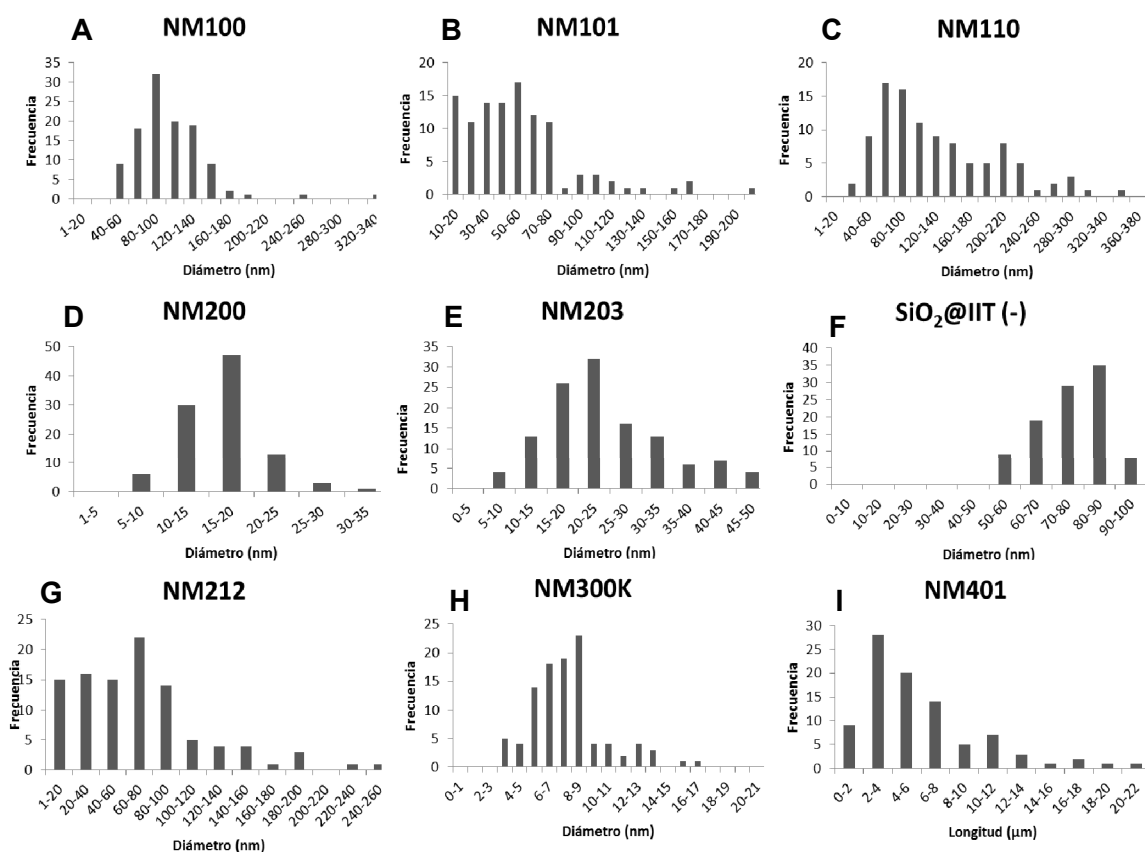 A NM100
Frecuencia
35
30
25
20
15
10
5
0
1-20 40-60 80-100 120-140 160-180 200-220 240-260 280-300 320-340
Diámetro (nm)
B NM101
Frecuencia
20
15
10
5
0
10-20 30-40 50-60 70-80 90-100 110-120 130-140 150-160 170-180 190-200
Diámetro (nm)
C NM110
Frecuencia
20
15
10
5
0
1-20 40-60 80-100 120-140 160-180 200-220 240-260 280-300 320-340 360-380
Diámetro (nm)
D NM200
Frecuencia
50
40
30
20
10
0
1-5 5-10 10-15 15-20 20-25 25-30 30-35
Diámetro (nm)
E NM203
Frecuencia
35
30
25
20
15
10
5
0
0-5 5-10 10-15 15-20 20-25 25-30 30-35 35-40 40-45 45-50
Diámetro (nm)
F SiO₂@IIT (-)
Frecuencia
40
35
30
25
20
15
10
5
0
0-10 10-20 20-30 30-40 40-50 50-60 60-70 70-80 80-90 90-100
Diámetro (nm)
G NM212
Frecuencia
25
20
15
10
5
0
1-20 20-40 40-60 60-80 80-100 100-120 120-140 140-160 160-180 180-200 200-220 220-240 240-260
Diámetro (nm)
H NM300K
Frecuencia
25
20
15
10
5
0
0-1 2-3 4-5 6-7 8-9 10-11 12-13 14-15 16-17 18-19 20-21
Diámetro (nm)
I NM401
Frecuencia
30
25
20
15
10
5
0
0-2 2-4 4-6 6-8 8-10 10-12 12-14 14-16 16-18 18-20 20-22
Longitud (µm)